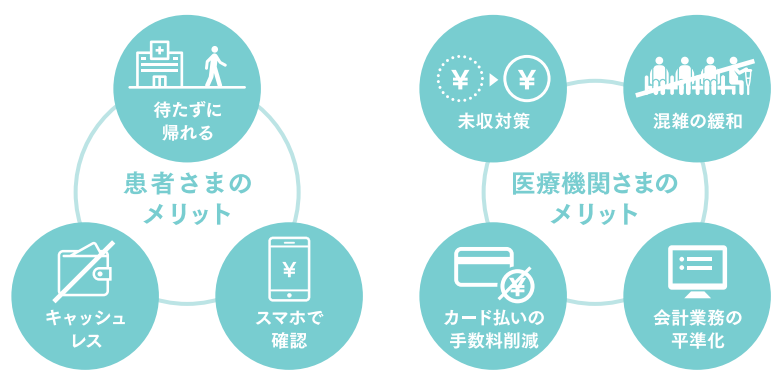 待たずに
帰れる
患者さまの
メリット
キャッシュ
レス
¥
スマホで
確認
¥
¥
未収対策
混雑の緩和
医療機関さまの
メリット
¥
カード払いの
手数料削減
会計業務の
平準化